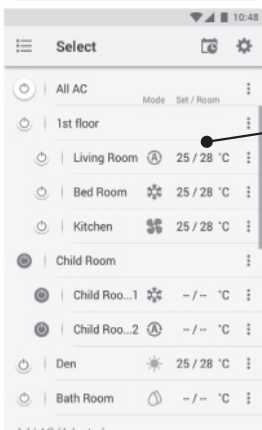 10:48
Select
All AC
Mode Set / Room
1st floor
Living Room A 25 / 28 °C
Bed Room 25 / 28 °C
Kitchen 25 / 28 °C
Child Room
Child Roo...1 -- / -- °C
Child Roo...2 A -- / -- °C
Den 25 / 28 °C
Bath Room -- / -- °C